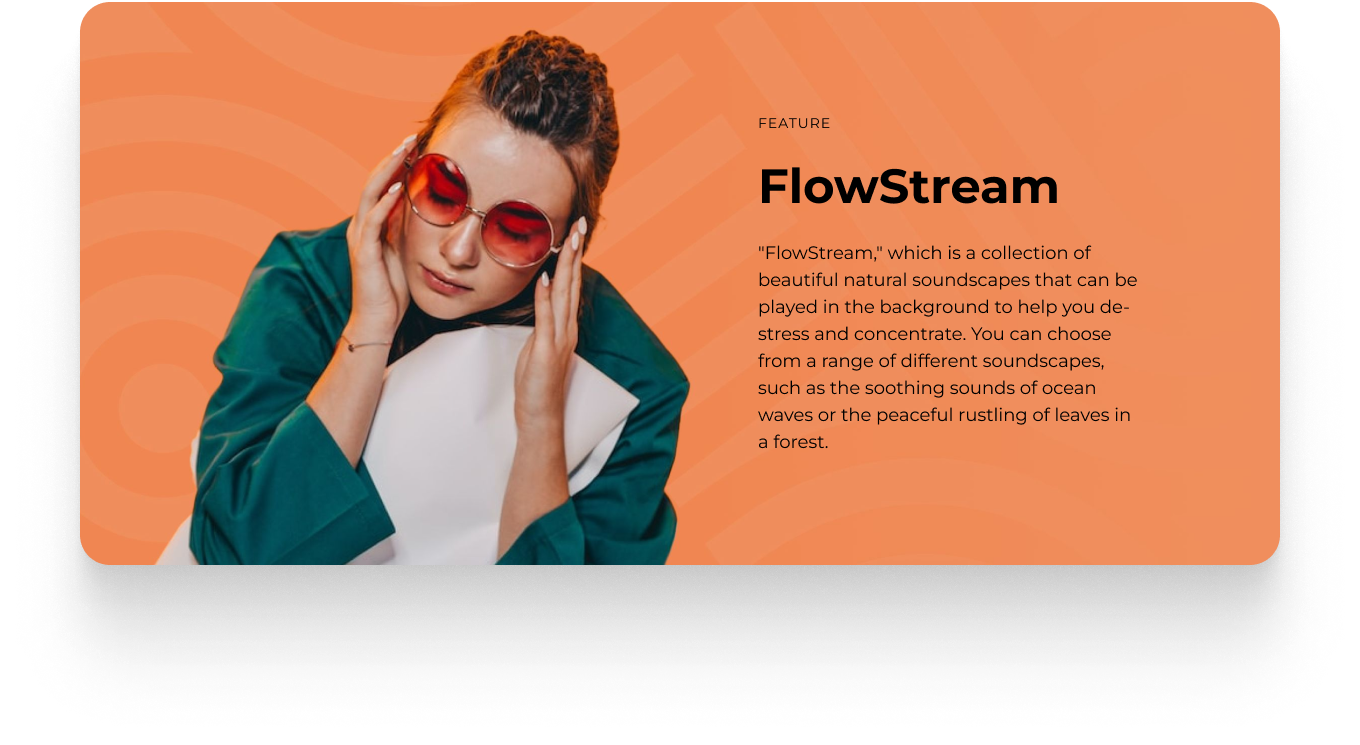 FEATURE
FlowStream
"FlowStream," which is a collection of
beautiful natural soundscapes that can be
played in the background to help you de-
stress and concentrate. You can choose
from a range of different soundscapes,
such as the soothing sounds of ocean
waves or the peaceful rustling of leaves in
a forest.